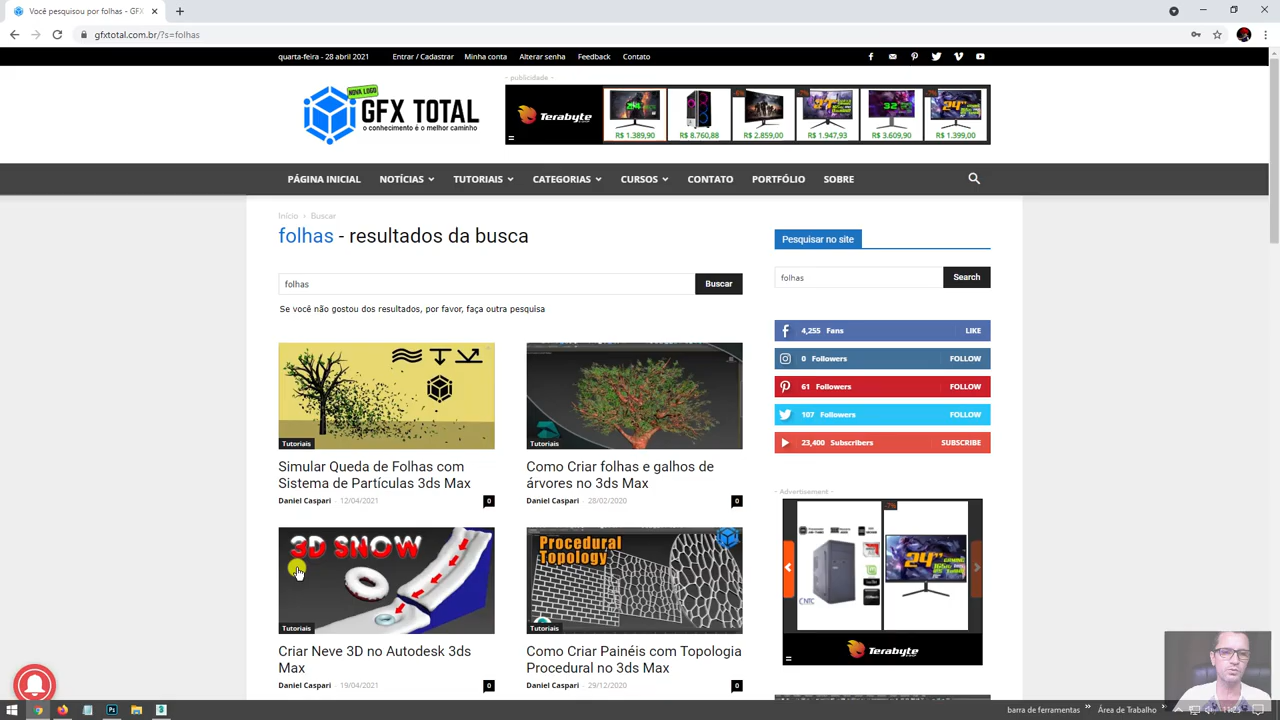 Você pesquisou por folhas - GFX
gfxtotal.com.br/?s=folhas
quarta-feira - 28 abril 2021
Entrar / Cadastrar
Minha conta
Alterar senha
Feedback
Contato
- publicidade -
NOVA LOGO
GFX TOTAL
o conhecimento é o melhor caminho
Terabyte
R$ 1.389,90
R$ 8.760,88
R$ 2.859,00
R$ 1.947,93
R$ 3.609,90
R$ 1.399,00
PÁGINA INICIAL
NOTÍCIAS
TUTORIAIS
CATEGORIAS
CURSOS
CONTATO
PORTFÓLIO
SOBRE
Início › Buscar
folhas - resultados da busca
folhas
Buscar
Se você não gostou dos resultados, por favor, faça outra pesquisa
Tutoriais
Simular Queda de Folhas com
Sistema de Partículas 3ds Max
Daniel Caspari - 12/04/2021
0
Tutoriais
Como Criar folhas e galhos de
árvores no 3ds Max
Daniel Caspari - 28/02/2020
0
3D SNOW
Tutoriais
Criar Neve 3D no Autodesk 3ds
Max
Daniel Caspari - 19/04/2021
0
Procedural
Topology
Tutoriais
Como Criar Painéis com Topologia
Procedural no 3ds Max
Daniel Caspari - 29/12/2020
0
Pesquisar no site
folhas
Search
4,255 Fans
LIKE
0 Followers
FOLLOW
61 Followers
FOLLOW
107 Followers
FOLLOW
23,400 Subscribers
SUBSCRIBE
- Advertisement -
-7%
24"
Terabyte
barra de ferramentas
Área de Trabalho